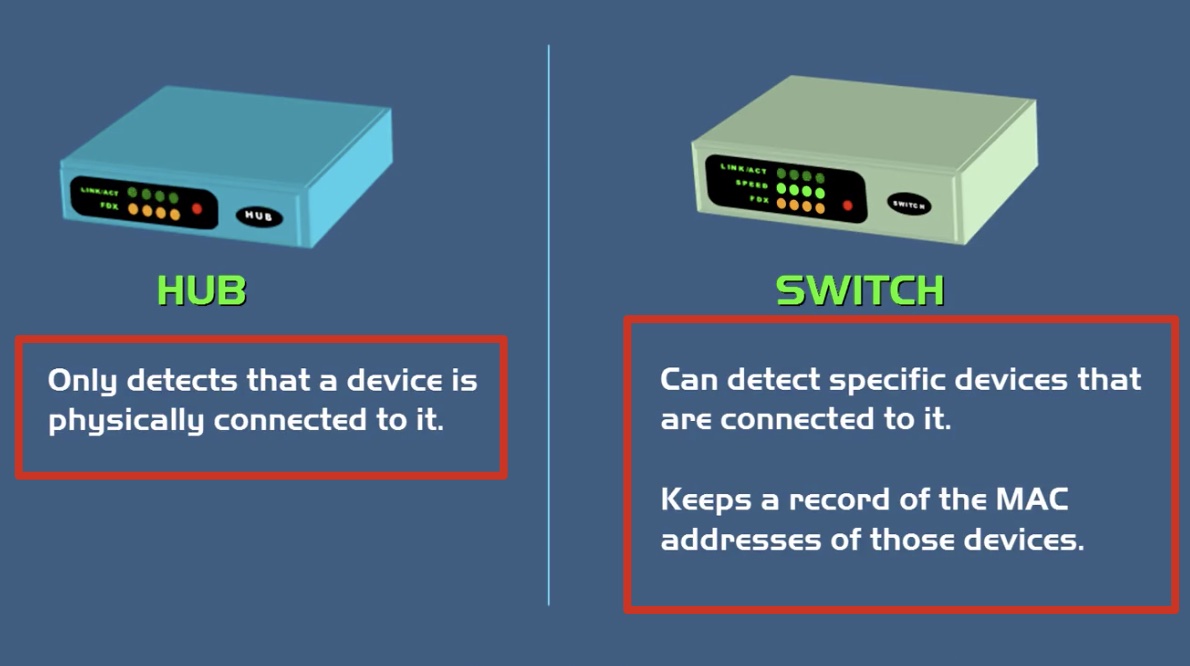 LINK/ACT
FDX
HUB
HUB
Only detects that a device is
physically connected to it.
LINK/ACT
SPEED
FDX
SWITCH
SWITCH
Can detect specific devices that
are connected to it.
Keeps a record of the MAC
addresses of those devices.